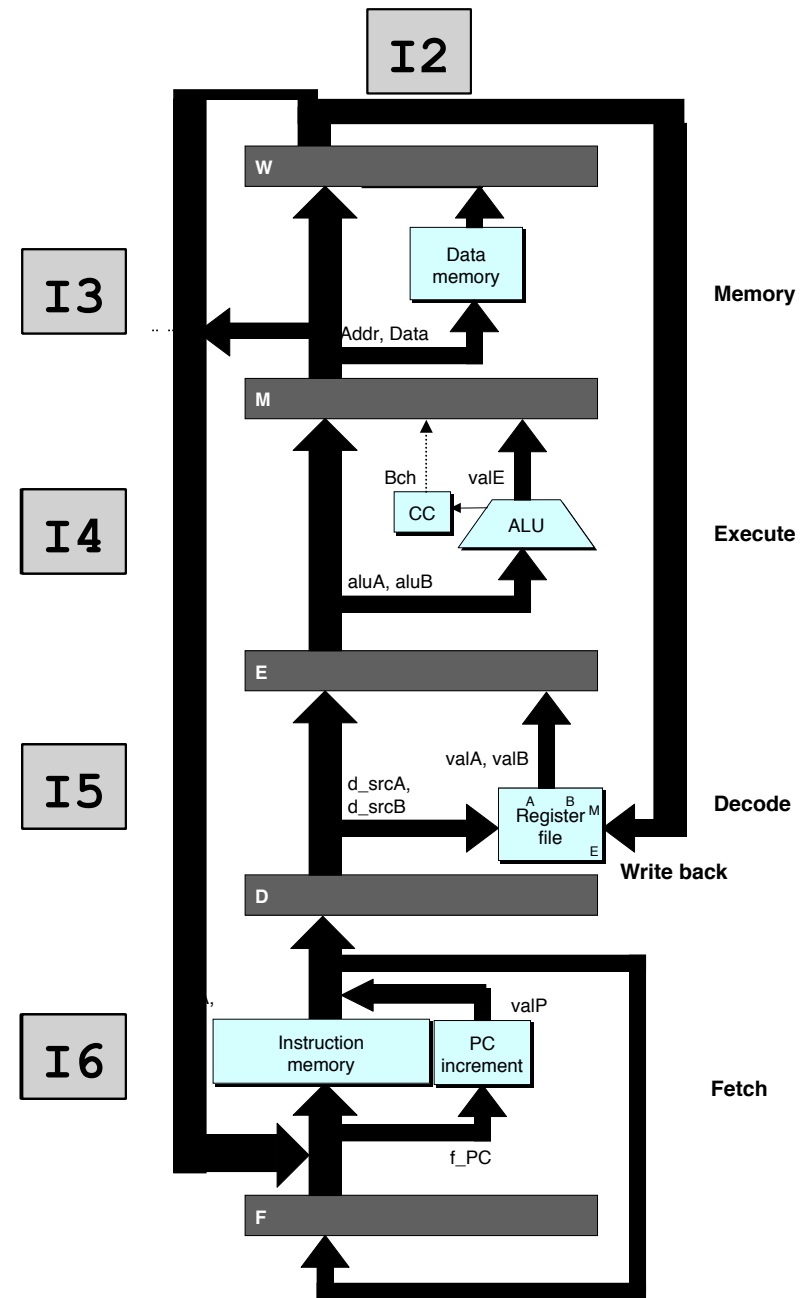 I2
W
Data
memory
I3
Memory
Addr, Data
M
Bch
valE
CC
ALU
I4
Execute
aluA, aluB
E
valA, valB
d_srcA,
d_srcB
A B
Register M
file
E
I5
Decode
Write back
D
valP
Instruction
memory
PC
increment
I6
Fetch
f_PC
F